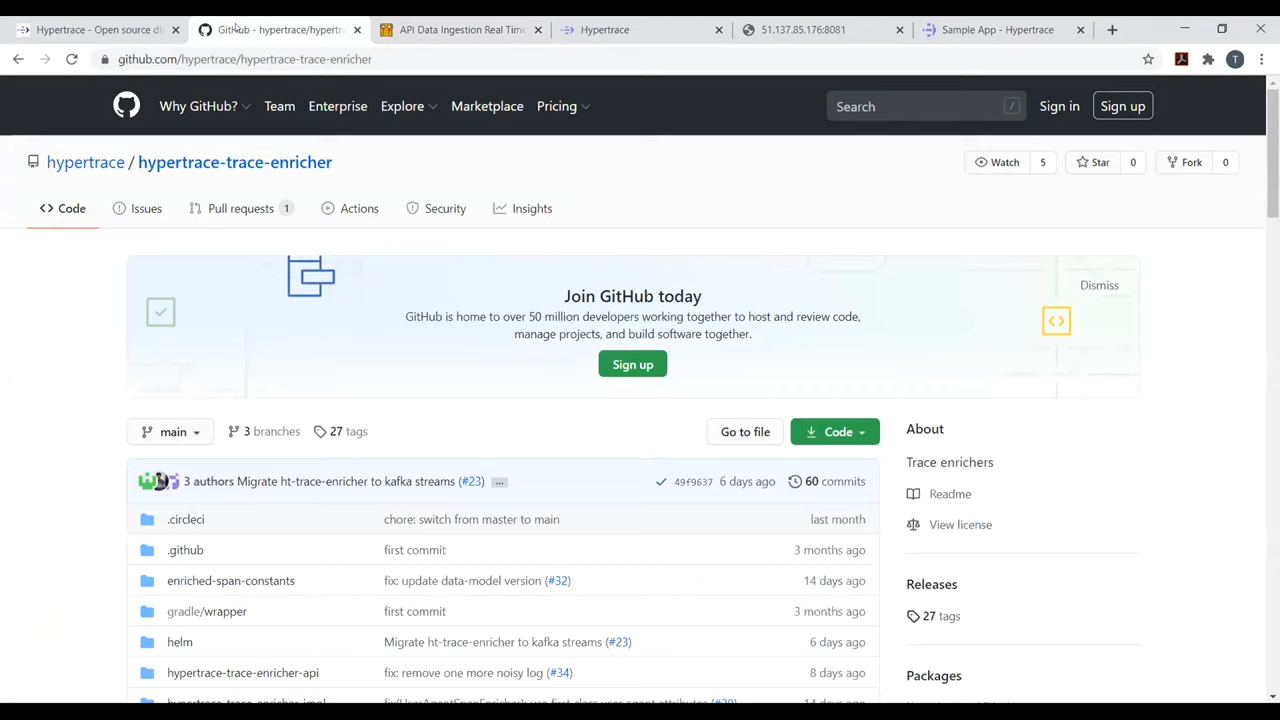 Hypertrace - Open source di
GitHub - hypertrace/hypertra
API Data Ingestion Real Time
Hypertrace
51.137.85.176:8081
Sample App - Hypertrace
github.com/hypertrace/hypertrace-trace-enricher
T
Why GitHub?
Team
Enterprise
Explore
Marketplace
Pricing
Search
/
Sign in
Sign up
hypertrace / hypertrace-trace-enricher
Watch 5
Star 0
Fork 0
Code
Issues
Pull requests 1
Actions
Security
Insights
Join GitHub today
Dismiss
GitHub is home to over 50 million developers working together to host and review code,
manage projects, and build software together.
Sign up
main
3 branches
27 tags
Go to file
Code
About
Trace enrichers
Readme
View license
3 authors Migrate ht-trace-enricher to kafka streams (#23) ...
49f9637 6 days ago
60 commits
.circleci
chore: switch from master to main
last month
.github
first commit
3 months ago
enriched-span-constants
fix: update data-model version (#32)
14 days ago
gradle/wrapper
first commit
3 months ago
helm
Migrate ht-trace-enricher to kafka streams (#23)
6 days ago
hypertrace-trace-enricher-api
fix: remove one more noisy log (#34)
8 days ago
hypertrace-trace-enricher-impl
14 days ago
Releases
27 tags
Packages